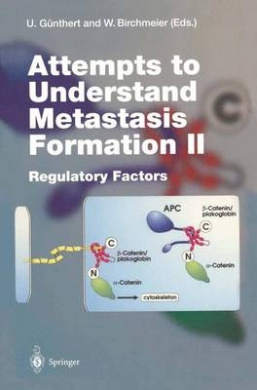 U. Günthert and W. Birchmeier (Eds.)
Attempts to
Understand
Metastasis
Formation II
Regulatory Factors
APC
β-Catenin/
plakoglobin
β-Catenin/
plakoglobin
C
C
N
N
α-Catenin
α-Catenin
cytoskeleton
C
Springer